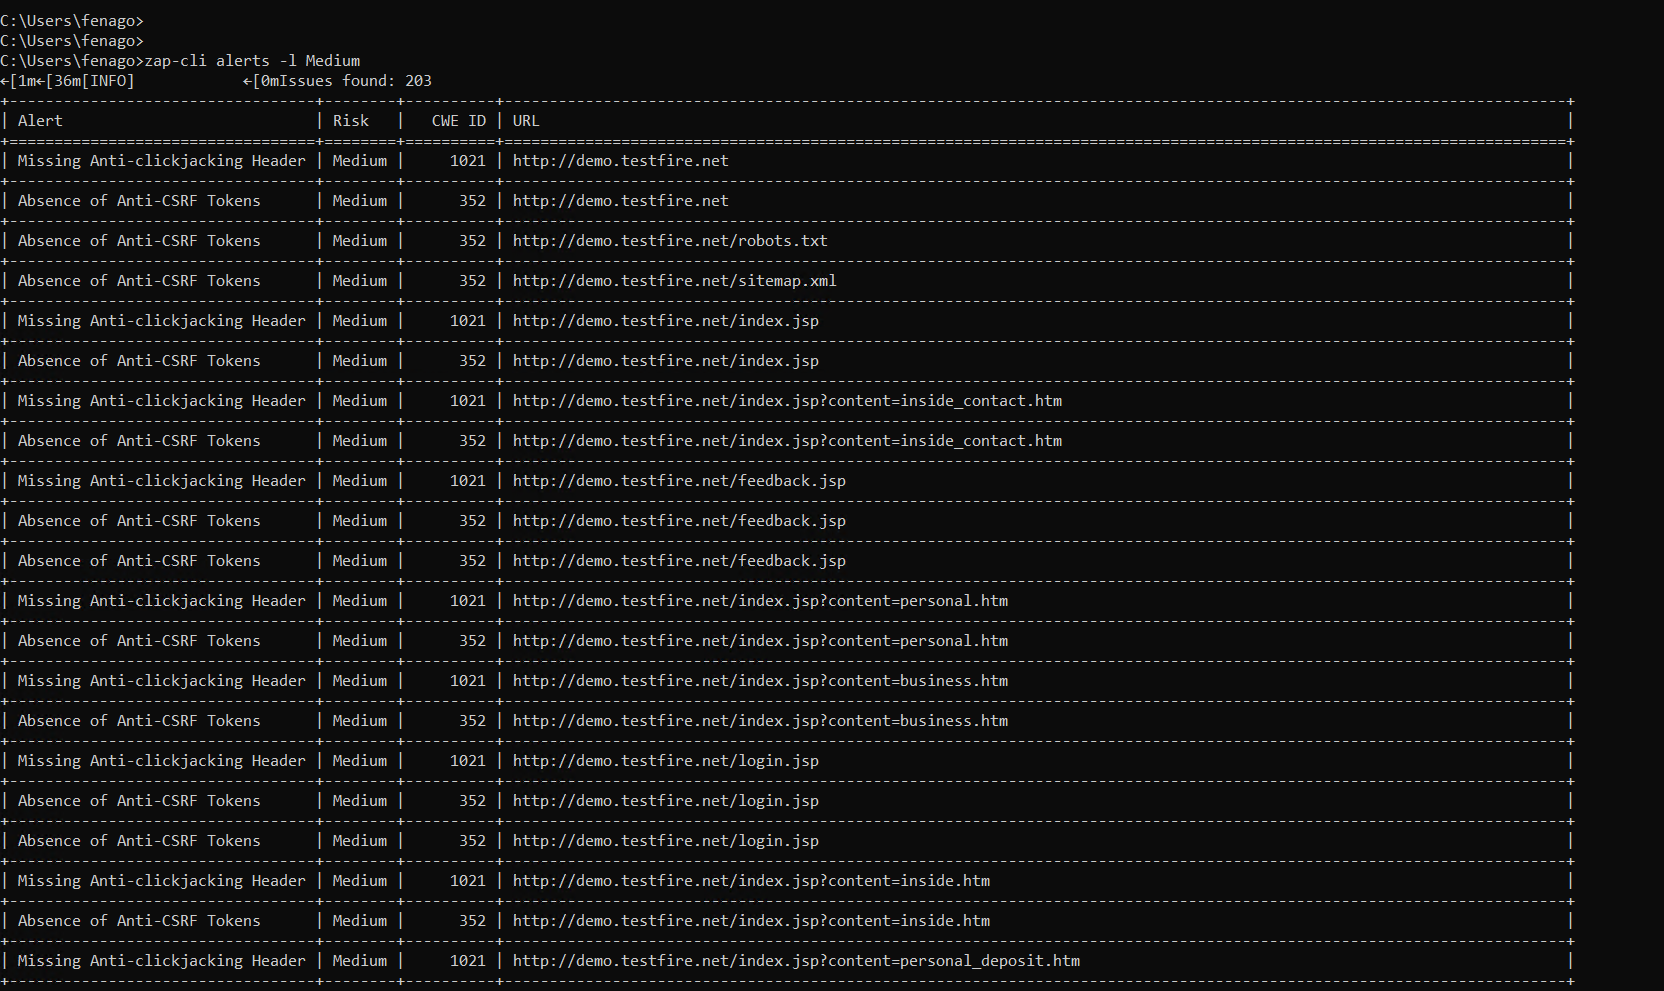 C:\Users\fenago>
C:\Users\fenago>
C:\Users\fenago>zap-cli alerts -l Medium
←[1m←[36m[INFO]            ←[0mIssues found: 203
+----------------------------------+--------+----------+----------------------------------------------------------------------------------------------------------------------+
| Alert                            | Risk   |   CWE ID | URL                                                                                                                  |
+==================================+========+==========+======================================================================================================================+
| Missing Anti-clickjacking Header | Medium |     1021 | http://demo.testfire.net                                                                                             |
+----------------------------------+--------+----------+----------------------------------------------------------------------------------------------------------------------+
| Absence of Anti-CSRF Tokens      | Medium |      352 | http://demo.testfire.net                                                                                             |
+----------------------------------+--------+----------+----------------------------------------------------------------------------------------------------------------------+
| Absence of Anti-CSRF Tokens      | Medium |      352 | http://demo.testfire.net/robots.txt                                                                                  |
+----------------------------------+--------+----------+----------------------------------------------------------------------------------------------------------------------+
| Absence of Anti-CSRF Tokens      | Medium |      352 | http://demo.testfire.net/sitemap.xml                                                                                 |
+----------------------------------+--------+----------+----------------------------------------------------------------------------------------------------------------------+
| Missing Anti-clickjacking Header | Medium |     1021 | http://demo.testfire.net/index.jsp                                                                                   |
+----------------------------------+--------+----------+----------------------------------------------------------------------------------------------------------------------+
| Absence of Anti-CSRF Tokens      | Medium |      352 | http://demo.testfire.net/index.jsp                                                                                   |
+----------------------------------+--------+----------+----------------------------------------------------------------------------------------------------------------------+
| Missing Anti-clickjacking Header | Medium |     1021 | http://demo.testfire.net/index.jsp?content=inside_contact.htm                                                        |
+----------------------------------+--------+----------+----------------------------------------------------------------------------------------------------------------------+
| Absence of Anti-CSRF Tokens      | Medium |      352 | http://demo.testfire.net/index.jsp?content=inside_contact.htm                                                        |
+----------------------------------+--------+----------+----------------------------------------------------------------------------------------------------------------------+
| Missing Anti-clickjacking Header | Medium |     1021 | http://demo.testfire.net/feedback.jsp                                                                                |
+----------------------------------+--------+----------+----------------------------------------------------------------------------------------------------------------------+
| Absence of Anti-CSRF Tokens      | Medium |      352 | http://demo.testfire.net/feedback.jsp                                                                                |
+----------------------------------+--------+----------+----------------------------------------------------------------------------------------------------------------------+
| Absence of Anti-CSRF Tokens      | Medium |      352 | http://demo.testfire.net/feedback.jsp                                                                                |
+----------------------------------+--------+----------+----------------------------------------------------------------------------------------------------------------------+
| Missing Anti-clickjacking Header | Medium |     1021 | http://demo.testfire.net/index.jsp?content=personal.htm                                                              |
+----------------------------------+--------+----------+----------------------------------------------------------------------------------------------------------------------+
| Absence of Anti-CSRF Tokens      | Medium |      352 | http://demo.testfire.net/index.jsp?content=personal.htm                                                              |
+----------------------------------+--------+----------+----------------------------------------------------------------------------------------------------------------------+
| Missing Anti-clickjacking Header | Medium |     1021 | http://demo.testfire.net/index.jsp?content=business.htm                                                              |
+----------------------------------+--------+----------+----------------------------------------------------------------------------------------------------------------------+
| Absence of Anti-CSRF Tokens      | Medium |      352 | http://demo.testfire.net/index.jsp?content=business.htm                                                              |
+----------------------------------+--------+----------+----------------------------------------------------------------------------------------------------------------------+
| Missing Anti-clickjacking Header | Medium |     1021 | http://demo.testfire.net/login.jsp                                                                                   |
+----------------------------------+--------+----------+----------------------------------------------------------------------------------------------------------------------+
| Absence of Anti-CSRF Tokens      | Medium |      352 | http://demo.testfire.net/login.jsp                                                                                   |
+----------------------------------+--------+----------+----------------------------------------------------------------------------------------------------------------------+
| Absence of Anti-CSRF Tokens      | Medium |      352 | http://demo.testfire.net/login.jsp                                                                                   |
+----------------------------------+--------+----------+----------------------------------------------------------------------------------------------------------------------+
| Missing Anti-clickjacking Header | Medium |     1021 | http://demo.testfire.net/index.jsp?content=inside.htm                                                                |
+----------------------------------+--------+----------+----------------------------------------------------------------------------------------------------------------------+
| Absence of Anti-CSRF Tokens      | Medium |      352 | http://demo.testfire.net/index.jsp?content=inside.htm                                                                |
+----------------------------------+--------+----------+----------------------------------------------------------------------------------------------------------------------+
| Missing Anti-clickjacking Header | Medium |     1021 | http://demo.testfire.net/index.jsp?content=personal_deposit.htm                                                      |
+----------------------------------+--------+----------+----------------------------------------------------------------------------------------------------------------------+